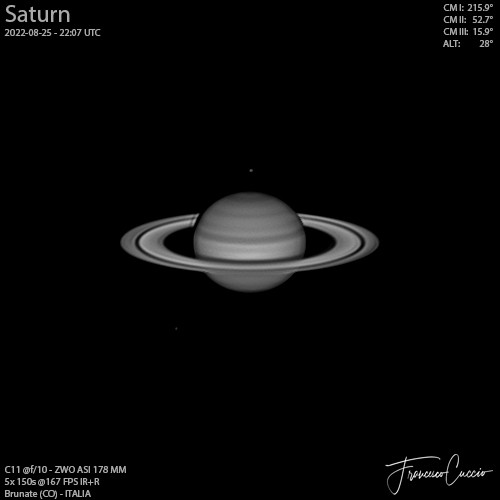 Saturn
2022-08-25 - 22:07 UTC
CM I: 215.9°
CM II: 52.7°
CM III: 15.9°
ALT: 28°
C11 @f/10 - ZWO ASI 178 MM
5x 150s @167 FPS IR+R
Brunate (CO) - ITALIA
Francesco Cuccio